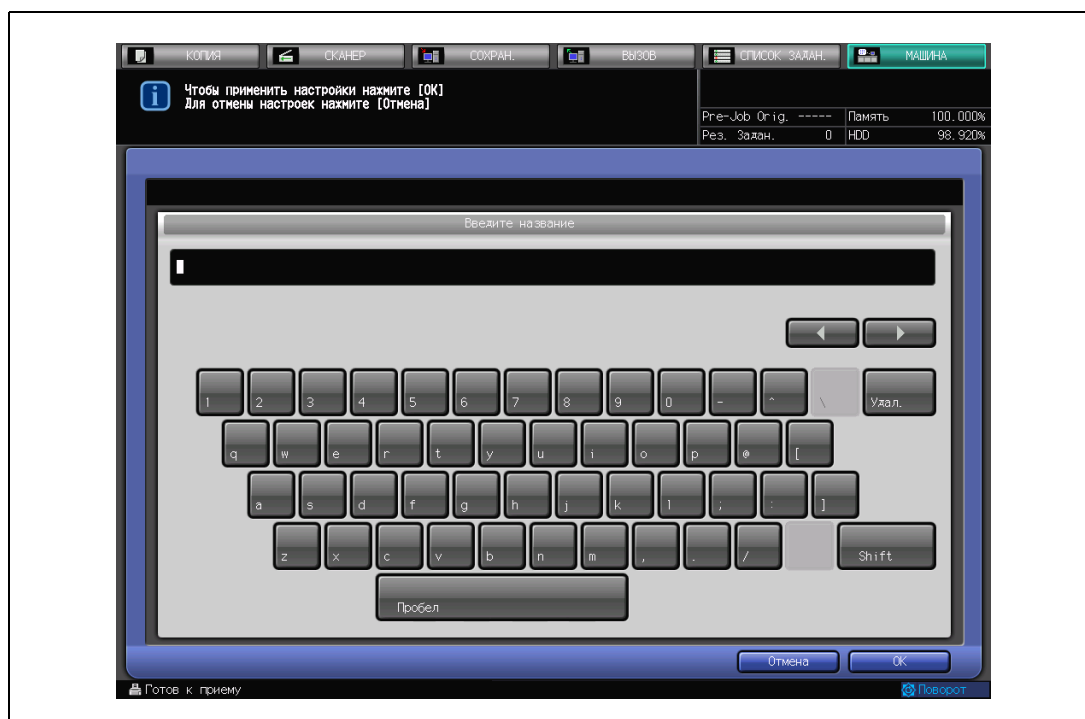 КОПИЯ СКАНЕР СОХРАН. ВЫЗОВ СПИСОК ЗАДАН. МАШИНА
Чтобы применить настройки нажмите [OK]
Для отмены настроек нажмите [Отмена]
Pre-Job Orig. ----- Память 100.000%
Рез. Задан. 0 HDD 98.920%
Введите название
1 2 3 4 5 6 7 8 9 0 - ^ \ Удал.
q w e r t y u i o p @ [
a s d f g h j k l ; : ]
z x c v b n m , . / Shift
Пробел
Отмена OK
Готов к приему Поворот